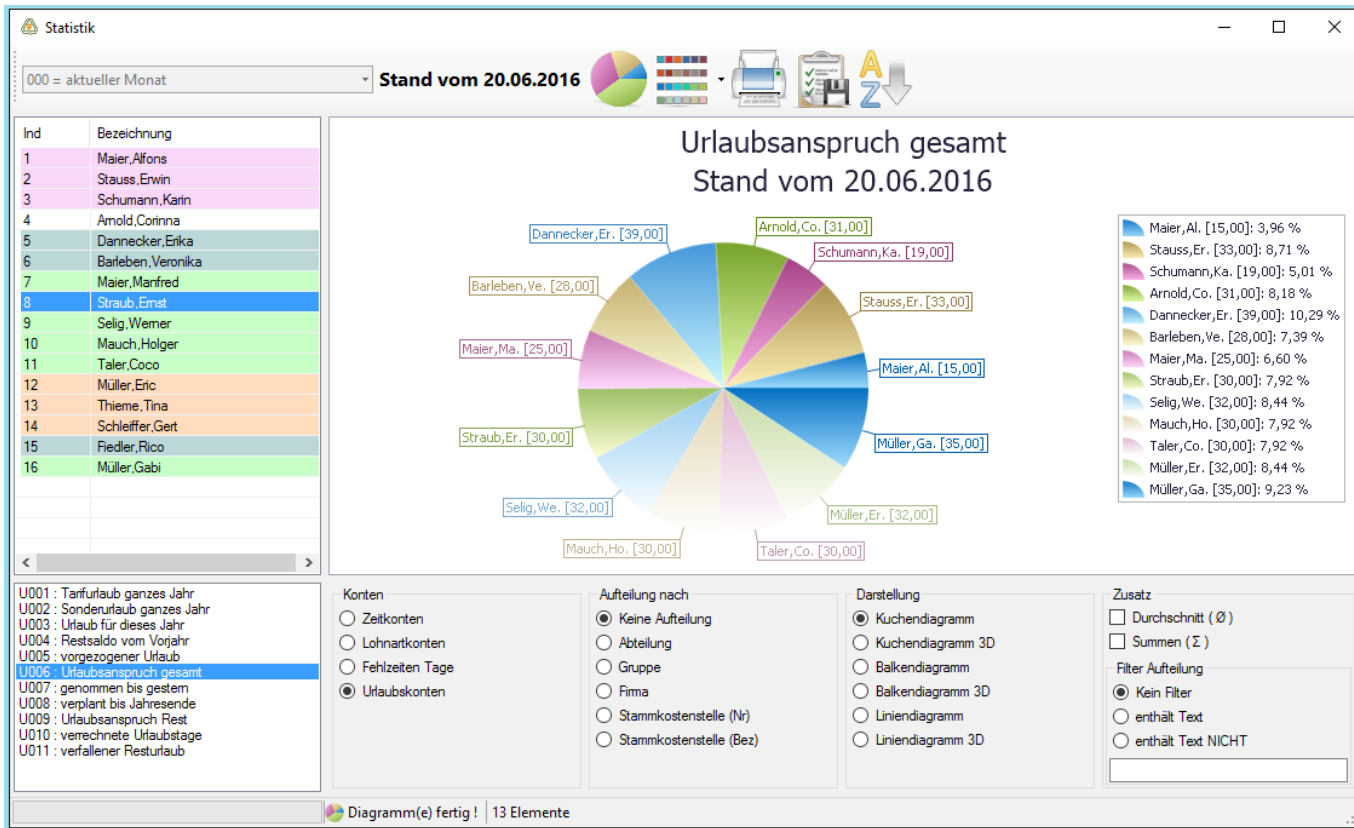 Statistik
000 = aktueller Monat
Stand vom 20.06.2016
A
Z
Ind Bezeichnung
1 Maier,Alfons
2 Stauss,Erwin
3 Schumann,Karin
4 Arnold,Corinna
5 Dannecker,Erika
6 Barleben,Veronika
7 Maier,Manfred
8 Straub,Ernst
9 Selig,Werner
10 Mauch,Holger
11 Taler,Coco
12 Müller,Eric
13 Thieme,Tina
14 Schleiffer,Gert
15 Fiedler,Rico
16 Müller,Gabi
Urlaubsanspruch gesamt
Stand vom 20.06.2016
Dannecker,Er. [39,00]
Arnold,Co. [31,00]
Schumann,Ka. [19,00]
Barleben,Ve. [28,00]
Stauss,Er. [33,00]
Maier,Ma. [25,00]
Maier,Al. [15,00]
Straub,Er. [30,00]
Müller,Ga. [35,00]
Selig,We. [32,00]
Müller,Er. [32,00]
Mauch,Ho. [30,00]
Taler,Co. [30,00]
Maier,Al. [15,00]: 3,96 %
Stauss,Er. [33,00]: 8,71 %
Schumann,Ka. [19,00]: 5,01 %
Arnold,Co. [31,00]: 8,18 %
Dannecker,Er. [39,00]: 10,29 %
Barleben,Ve. [28,00]: 7,39 %
Maier,Ma. [25,00]: 6,60 %
Straub,Er. [30,00]: 7,92 %
Selig,We. [32,00]: 8,44 %
Mauch,Ho. [30,00]: 7,92 %
Taler,Co. [30,00]: 7,92 %
Müller,Er. [32,00]: 8,44 %
Müller,Ga. [35,00]: 9,23 %
U001 : Tarifurlaub ganzes Jahr
U002 : Sonderurlaub ganzes Jahr
U003 : Urlaub für dieses Jahr
U004 : Restsaldo vom Vorjahr
U005 : vorgezogener Urlaub
U006 : Urlaubsanspruch gesamt
U007 : genommen bis gestern
U008 : verplant bis Jahresende
U009 : Urlaubsanspruch Rest
U010 : verrechnete Urlaubstage
U011 : verfallener Resturlaub
Konten
Zeitkonten
Lohnartkonten
Fehlzeiten Tage
Urlaubskonten
Aufteilung nach
Keine Aufteilung
Abteilung
Gruppe
Firma
Stammkostenstelle (Nr)
Stammkostenstelle (Bez)
Darstellung
Kuchendiagramm
Kuchendiagramm 3D
Balkendiagramm
Balkendiagramm 3D
Liniendiagramm
Liniendiagramm 3D
Zusatz
Durchschnitt ( Ø )
Summen ( Σ )
Filter Aufteilung
Kein Filter
enthält Text
enthält Text NICHT
Diagramm(e) fertig ! 13 Elemente